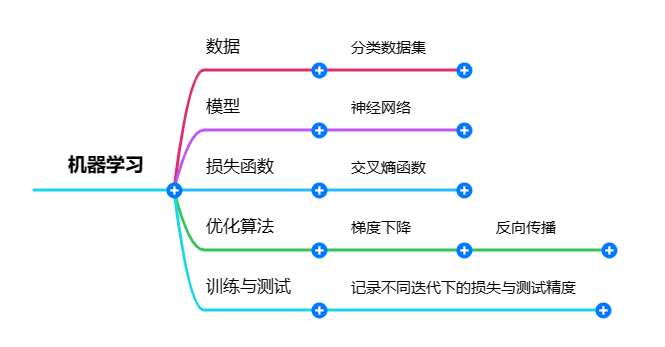 数据 分类数据集
模型 神经网络
机器学习
损失函数 交叉熵函数
优化算法 梯度下降 反向传播
训练与测试 记录不同迭代下的损失与测试精度